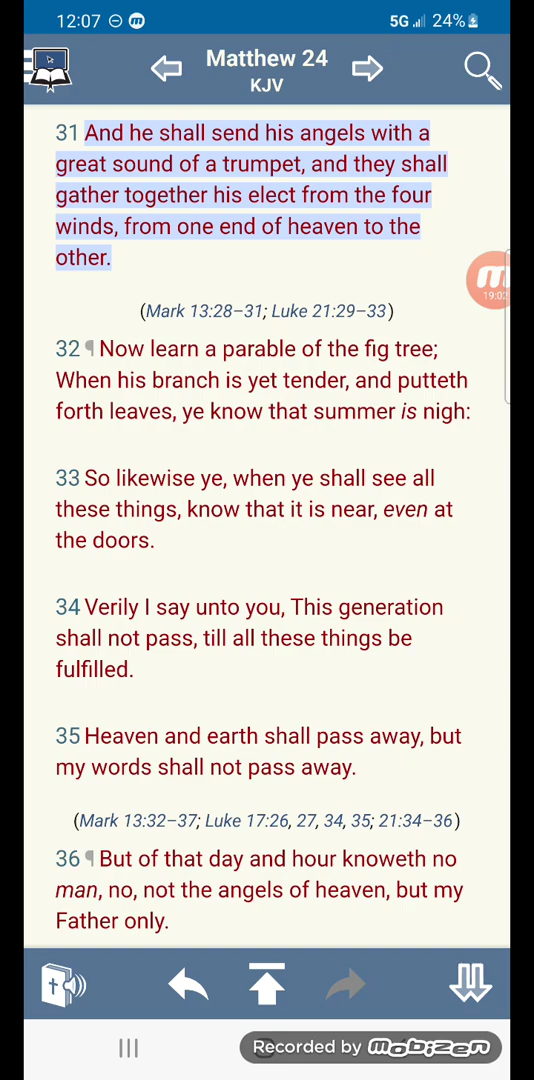 12:07 5G 24%
Matthew 24
KJV
31 And he shall send his angels with a
great sound of a trumpet, and they shall
gather together his elect from the four
winds, from one end of heaven to the
other.
19:02
(Mark 13:28–31; Luke 21:29–33)
32 ¶ Now learn a parable of the fig tree;
When his branch is yet tender, and putteth
forth leaves, ye know that summer is nigh:
33 So likewise ye, when ye shall see all
these things, know that it is near, even at
the doors.
34 Verily I say unto you, This generation
shall not pass, till all these things be
fulfilled.
35 Heaven and earth shall pass away, but
my words shall not pass away.
(Mark 13:32–37; Luke 17:26, 27, 34, 35; 21:34–36)
36 ¶ But of that day and hour knoweth no
man, no, not the angels of heaven, but my
Father only.
Recorded by mobizen